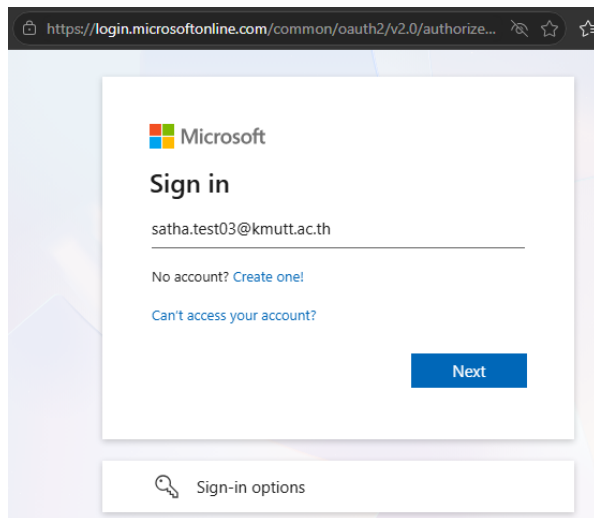 https://login.microsoftonline.com/common/oauth2/v2.0/authorize...
Microsoft
Sign in
satha.test03@kmutt.ac.th
No account? Create one!
Can't access your account?
Next
Sign-in options